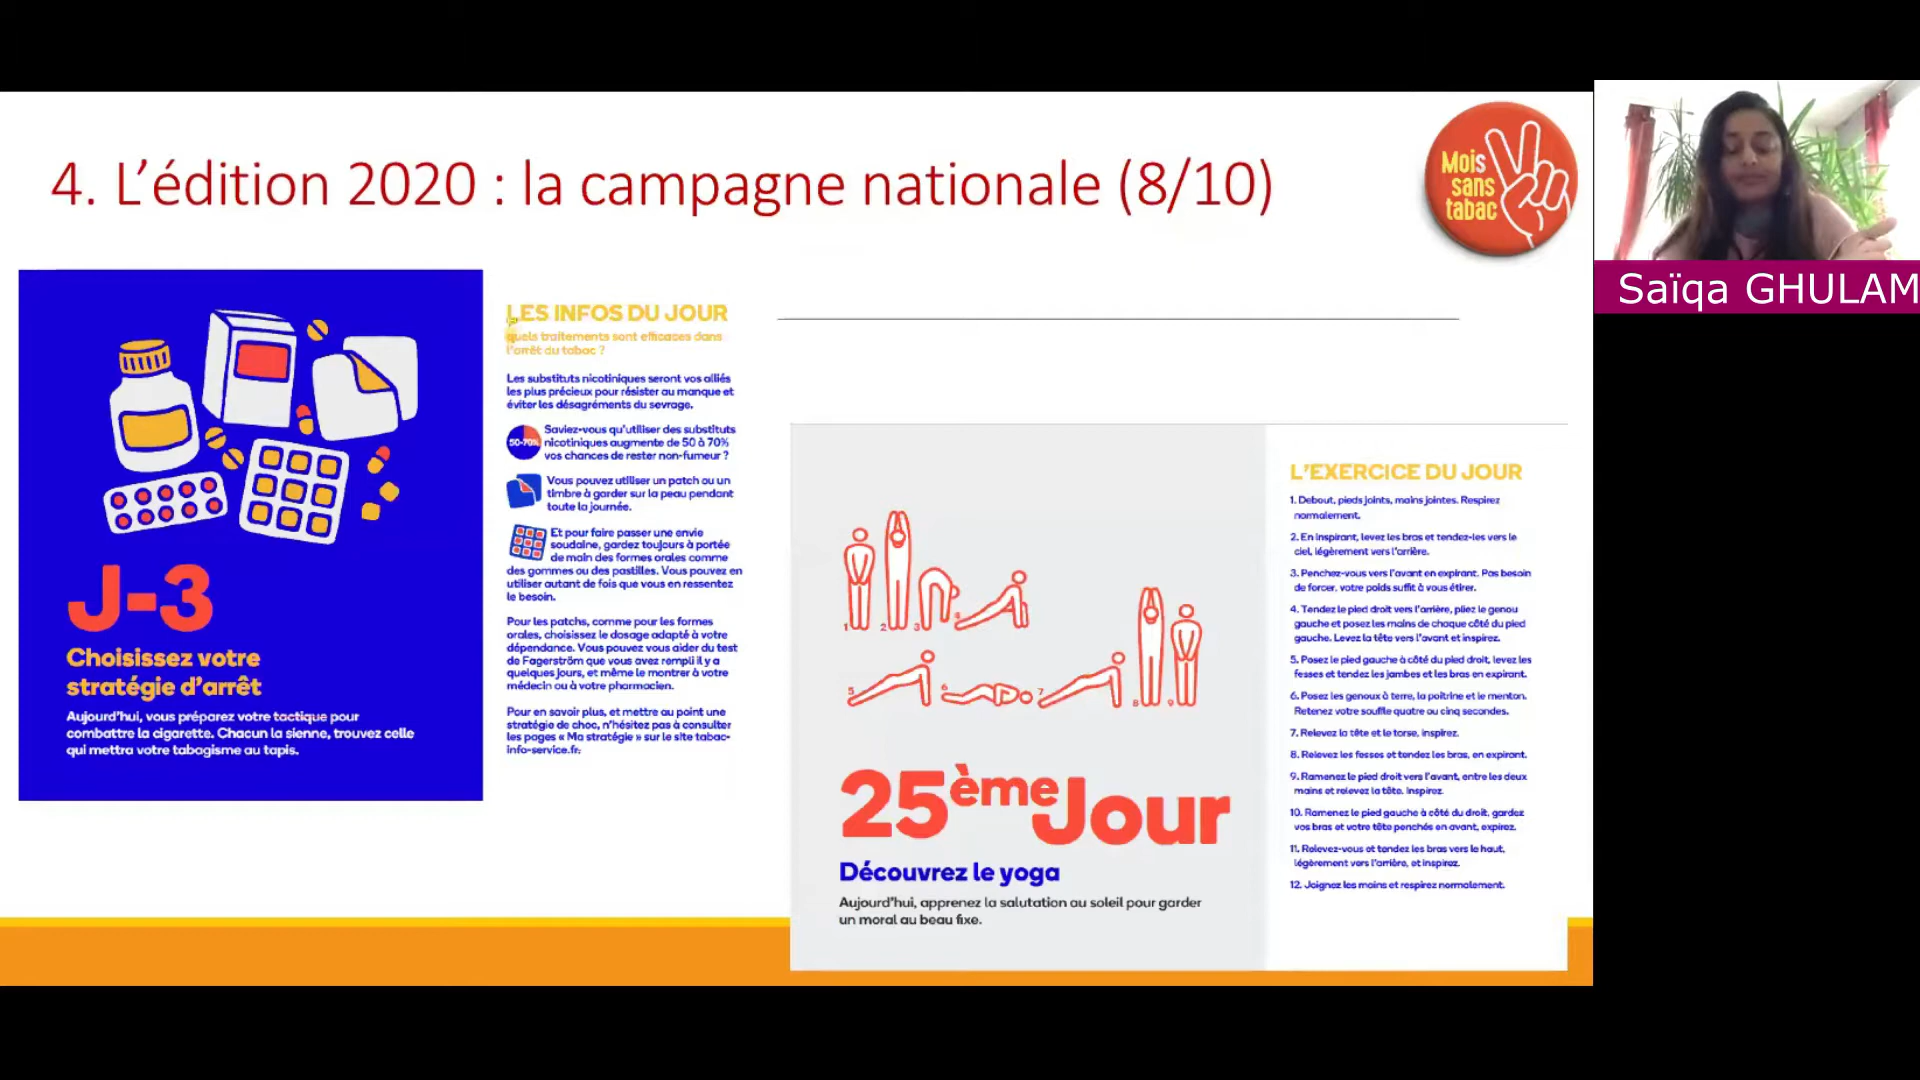 4. L’édition 2020 : la campagne nationale (8/10)
Mois
sans
tabac
Saïqa GHULAM
J-3
Choisissez votre
stratégie d'arrêt
Aujourd'hui, vous préparez votre tactique pour
combattre la cigarette. Chacun la sienne, trouvez celle
qui mettra votre tabagisme au tapis.
LES INFOS DU JOUR
quels traitements sont efficaces dans
l'arrêt du tabac ?
Les substituts nicotiniques seront vos alliés
les plus précieux pour résister au manque et
éviter les désagréments du sevrage.
50-70%
Saviez-vous qu'utiliser des substituts
nicotiniques augmente de 50 à 70%
vos chances de rester non-fumeur ?
Vous pouvez utiliser un patch ou un
timbre à garder sur la peau pendant
toute la journée.
Et pour faire passer une envie
soudaine, gardez toujours à portée
de main des formes orales comme
des gommes ou des pastilles. Vous pouvez en
utiliser autant de fois que vous en ressentez
le besoin.
Pour les patchs, comme pour les formes
orales, choisissez le dosage adapté à votre
dépendance. Vous pouvez vous aider du test
de Fagerström que vous avez rempli il y a
quelques jours, et même le montrer à votre
médecin ou à votre pharmacien.
Pour en savoir plus, et mettre au point une
stratégie de choc, n'hésitez pas à consulter
les pages « Ma stratégie » sur le site tabac-
info-service.fr.
1 2 3 4
5 6 7 8 9
25ème Jour
Découvrez le yoga
Aujourd'hui, apprenez la salutation au soleil pour garder
un moral au beau fixe.
L'EXERCICE DU JOUR
1. Debout, pieds joints, mains jointes. Respirez
normalement.
2. En inspirant, levez les bras et tendez-les vers le
ciel, légèrement vers l'arrière.
3. Penchez-vous vers l'avant en expirant. Pas besoin
de forcer, votre poids suffit à vous étirer.
4. Tendez le pied droit vers l'arrière, pliez le genou
gauche et posez les mains de chaque côté du pied
gauche. Levez la tête vers l'avant et inspirez.
5. Posez le pied gauche à côté du pied droit, levez les
fesses et tendez les jambes et les bras en expirant.
6. Posez les genoux à terre, la poitrine et le menton.
Retenez votre souffle quatre ou cinq secondes.
7. Relevez la tête et le torse, inspirez.
8. Relevez les fesses et tendez les bras, en expirant.
9. Ramenez le pied droit vers l'avant, entre les deux
mains et relevez la tête. Inspirez.
10. Ramenez le pied gauche à côté du droit, gardez
vos bras et votre tête penchés en avant, expirez.
11. Relevez-vous et tendez les bras vers le haut,
légèrement vers l'arrière, et inspirez.
12. Joignez les mains et respirez normalement.